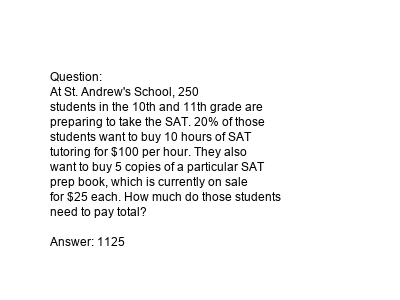 Question:
At St. Andrew's School, 250
students in the 10th and 11th grade are
preparing to take the SAT. 20% of those
students want to buy 10 hours of SAT
tutoring for $100 per hour. They also
want to buy 5 copies of a particular SAT
prep book, which is currently on sale
for $25 each. How much do those students
need to pay total?

Answer: 1125